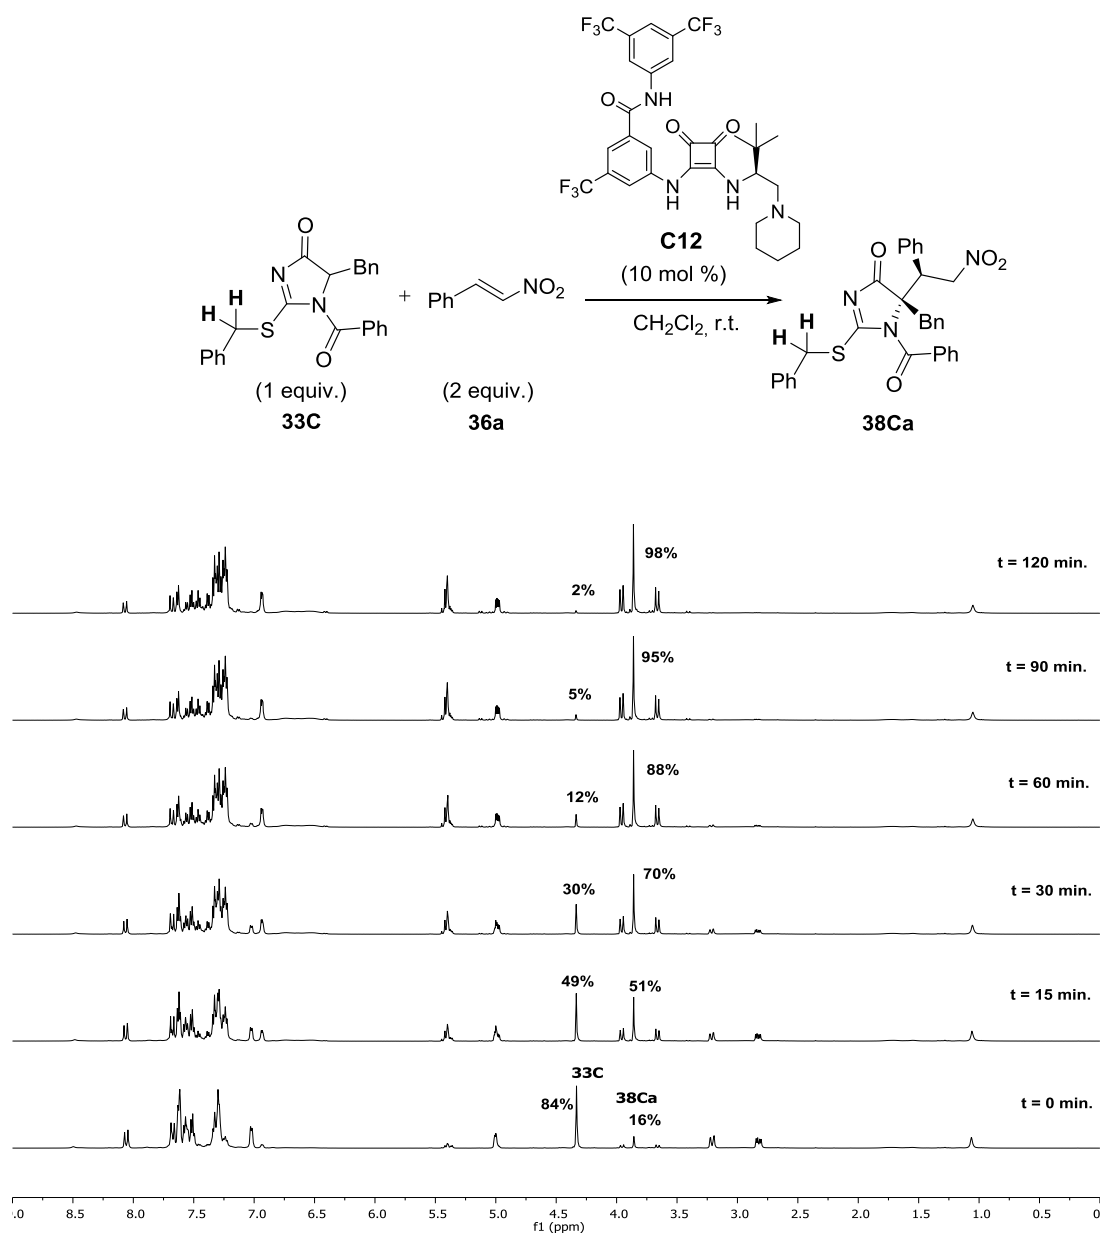 F₃C CF₃
O NH
O O
F₃C N H N H
N
C12
(10 mol %)
CH₂Cl₂, r.t.
O
N Bn
H H N
S Ph
Ph O
(1 equiv.)
33C
+
Ph NO₂
(2 equiv.)
36a
O Ph NO₂
N Bn
H H N
S Ph
Ph O
38Ca
98%
2%
t = 120 min.
95%
5%
t = 90 min.
88%
12%
t = 60 min.
70%
30%
t = 30 min.
49% 51%
t = 15 min.
33C
84% 38Ca
16%
t = 0 min.
.0 8.5 8.0 7.5 7.0 6.5 6.0 5.5 5.0 4.5 4.0 3.5 3.0 2.5 2.0 1.5 1.0 0.5 0
f1 (ppm)